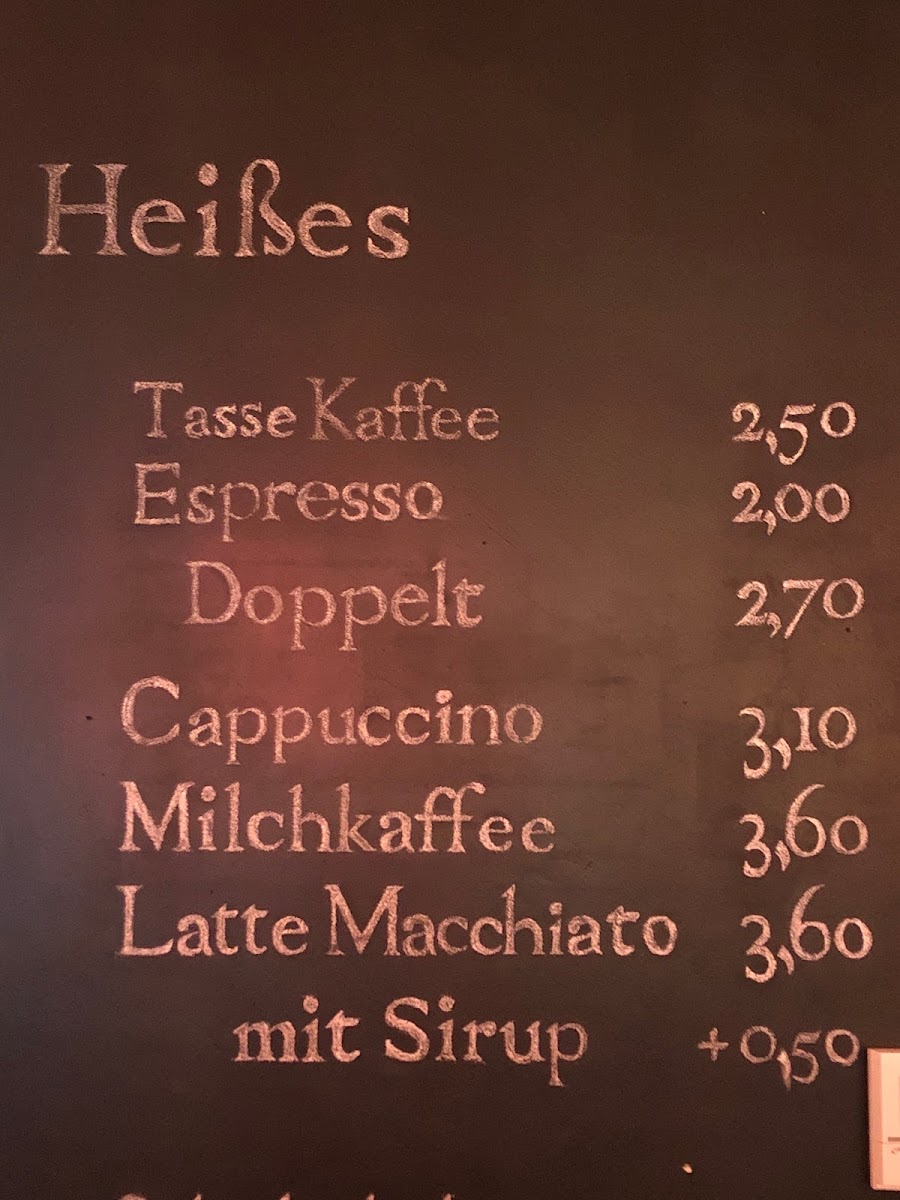 Heißes
Tasse Kaffee 2,50
Espresso 2,00
Doppelt 2,70
Cappuccino 3,10
Milchkaffee 3,60
Latte Macchiato 3,60
mit Sirup +0,50